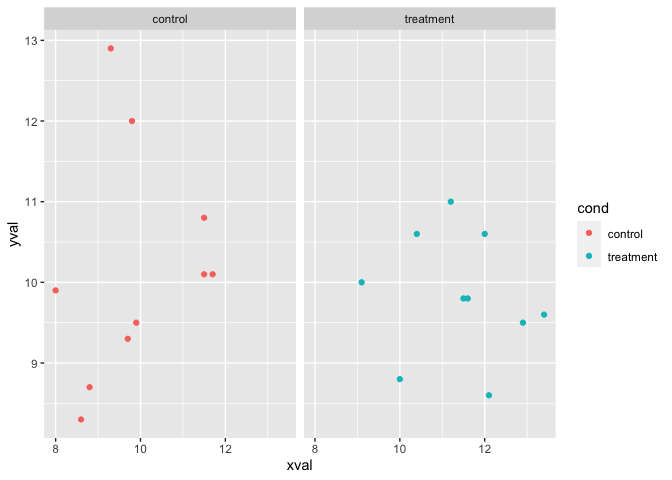 control treatment
13
12
11
10
9
yval
8 10 12 8 10 12
xval
cond
control
treatment